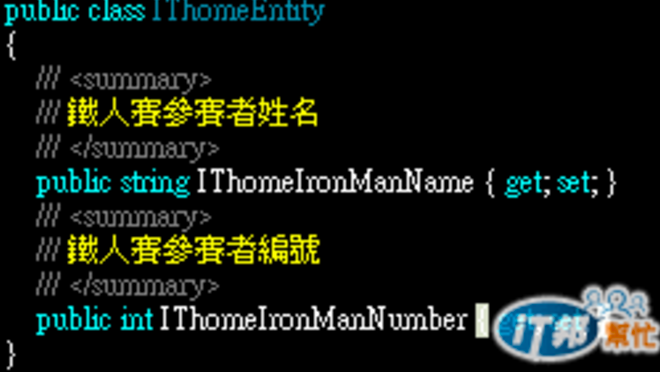 public class IThomeEntity
{
/// <summary>
/// 鐵人賽參賽者姓名
/// </summary>
public string IThomeIronManName { get; set; }
/// <summary>
/// 鐵人賽參賽者編號
/// </summary>
public int IThomeIronManNumber {
iT邦
幫忙
}